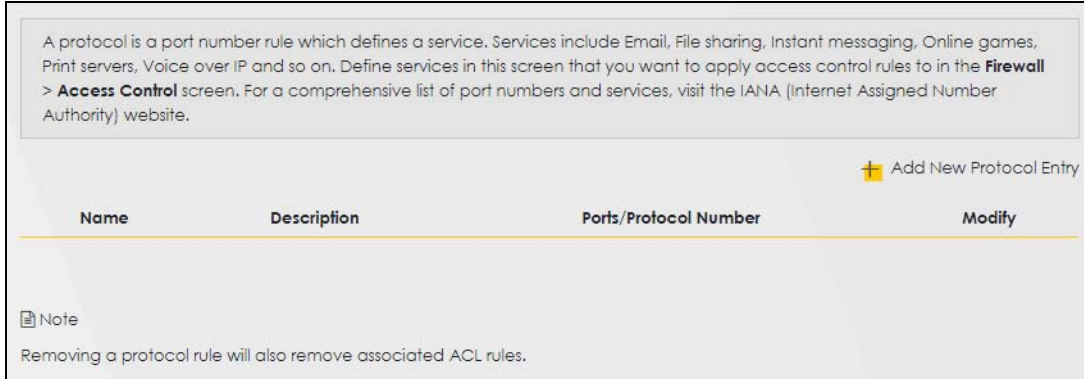 A protocol is a port number rule which defines a service. Services include Email, File sharing, Instant messaging, Online games,
Print servers, Voice over IP and so on. Define services in this screen that you want to apply access control rules to in the Firewall
> Access Control screen. For a comprehensive list of port numbers and services, visit the IANA (Internet Assigned Number
Authority) website.
Add New Protocol Entry
Name Description Ports/Protocol Number Modify
Note
Removing a protocol rule will also remove associated ACL rules.